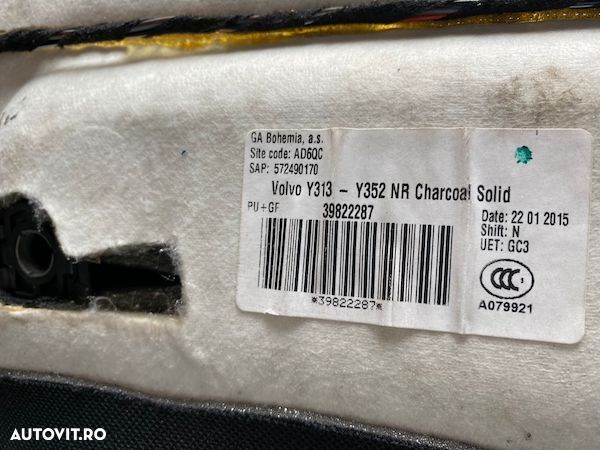 GA Bohemia, a.s.
Site code: AD6QC
SAP: 572490170
Volvo Y313 - Y352 NR Charcoal Solid
PU+GF 39822287
Date: 22 01 2015
Shift: N
UET: GC3
*39822287*
CCC S
A079921
AUTOVIT.RO